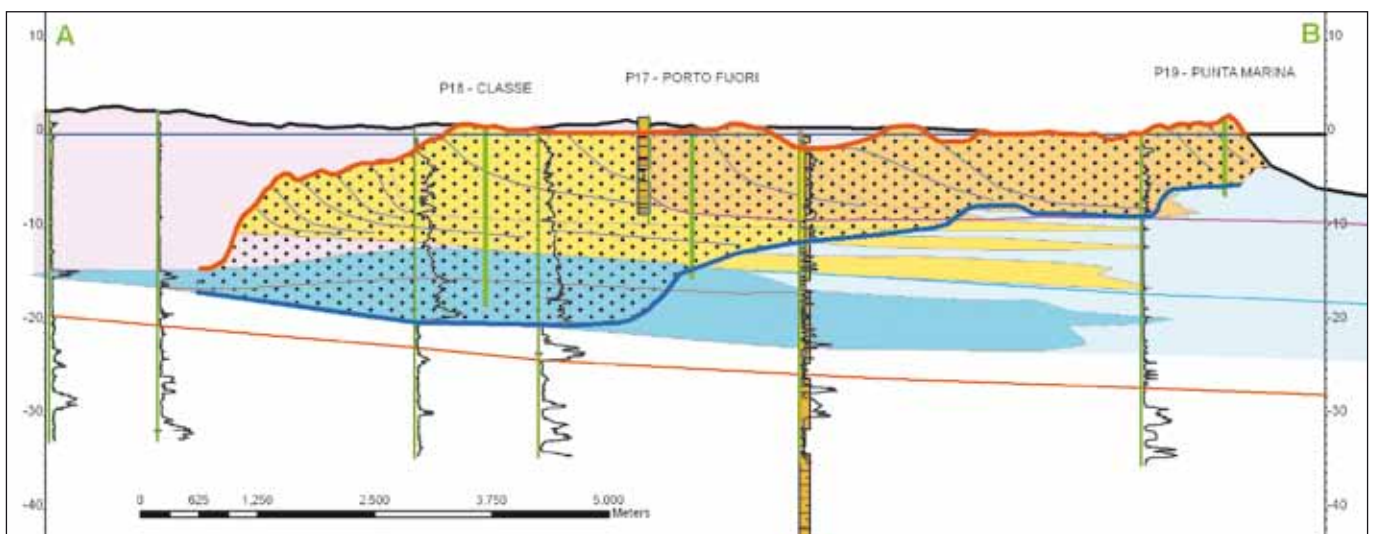 A
B
10
10
P18 - CLASSE
P17 - PORTO FUORI
P19 - PUNTA MARINA
0
0
-10
-10
-20
-20
-30
-30
-40
-40
0 625 1.250 2.500 3.750 5.000
Meters